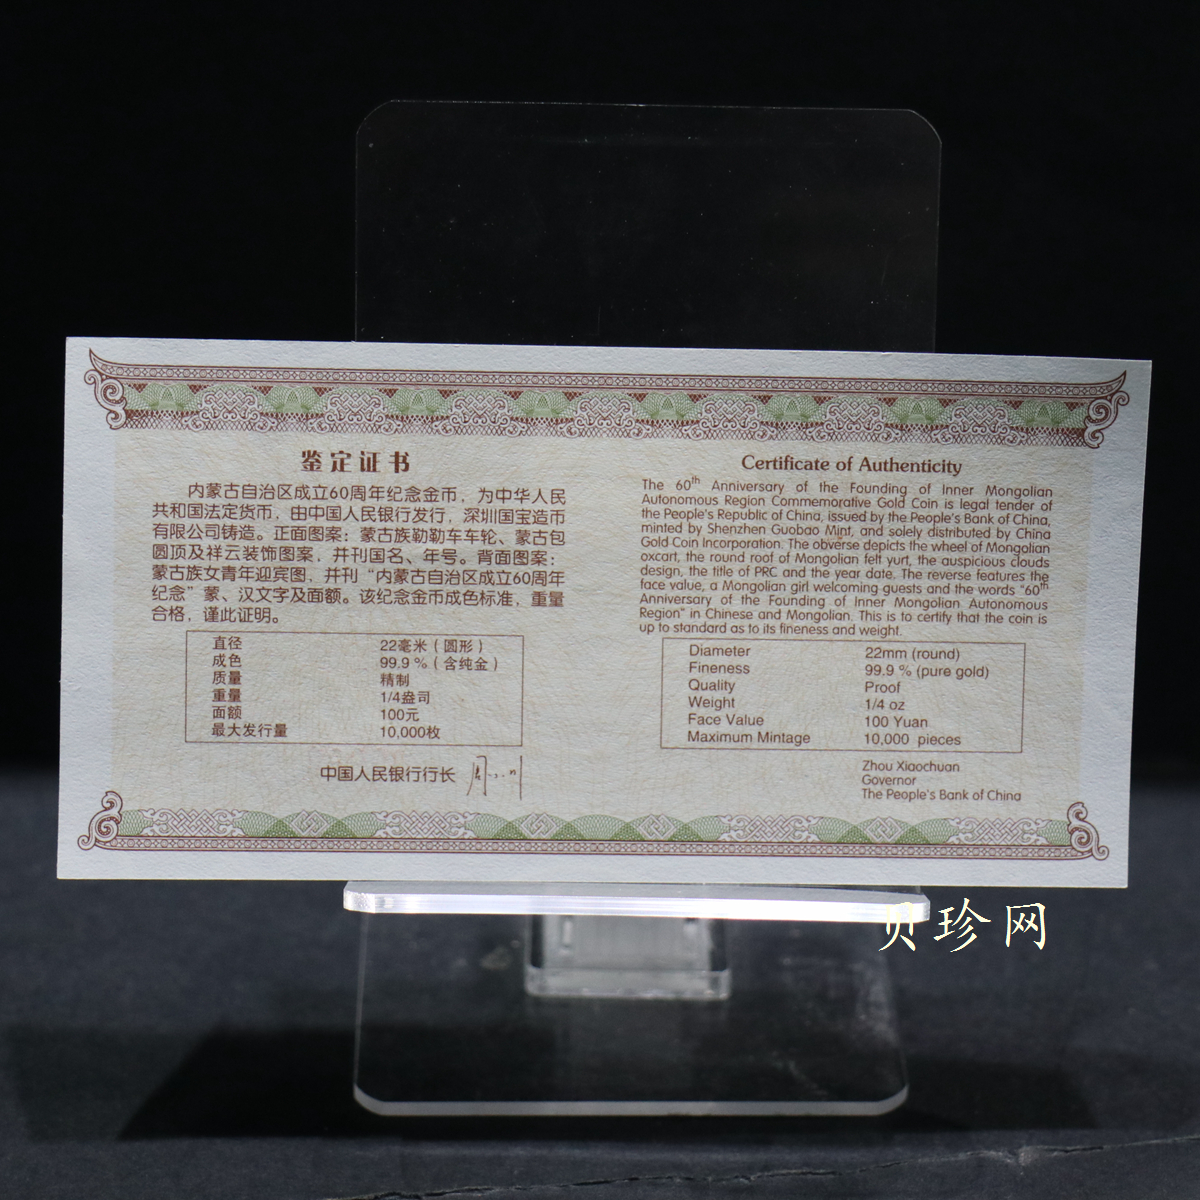 鉴定证书
内蒙古自治区成立60周年纪念金币，为中华人民
共和国法定货币，由中国人民银行发行，深圳国宝造币
有限公司铸造。正面图案：蒙古族勒勒车车轮、蒙古包
圆顶及祥云装饰图案，并刊国名、年号。背面图案：
蒙古族女青年迎宾图，并刊“内蒙古自治区成立60周年
纪念”蒙、汉文字及面额。该纪念金币成色标准，重量
合格，谨此证明。
直径 22毫米（圆形）
成色 99.9％（含纯金）
质量 精制
重量 1/4盎司
面额 100元
最大发行量 10,000枚
中国人民银行行长
Certificate of Authenticity
The 60th Anniversary of the Founding of Inner Mongolian
Autonomous Region Commemorative Gold Coin is legal tender of
the People's Republic of China, issued by the People's Bank of China,
minted by Shenzhen Guobao Mint, and solely distributed by China
Gold Coin Incorporation. The obverse depicts the wheel of Mongolian
oxcart, the round roof of Mongolian felt yurt, the auspicious clouds
design, the title of PRC and the year date. The reverse features the
face value, a Mongolian girl welcoming guests and the words "60th
Anniversary of the Founding of Inner Mongolian Autonomous
Region" in Chinese and Mongolian. This is to certify that the coin is
up to standard as to its fineness and weight.
Diameter 22mm (round)
Fineness 99.9 % (pure gold)
Quality Proof
Weight 1/4 oz
Face Value 100 Yuan
Maximum Mintage 10,000 pieces
Zhou Xiaochuan
Governor
The People's Bank of China
贝珍网